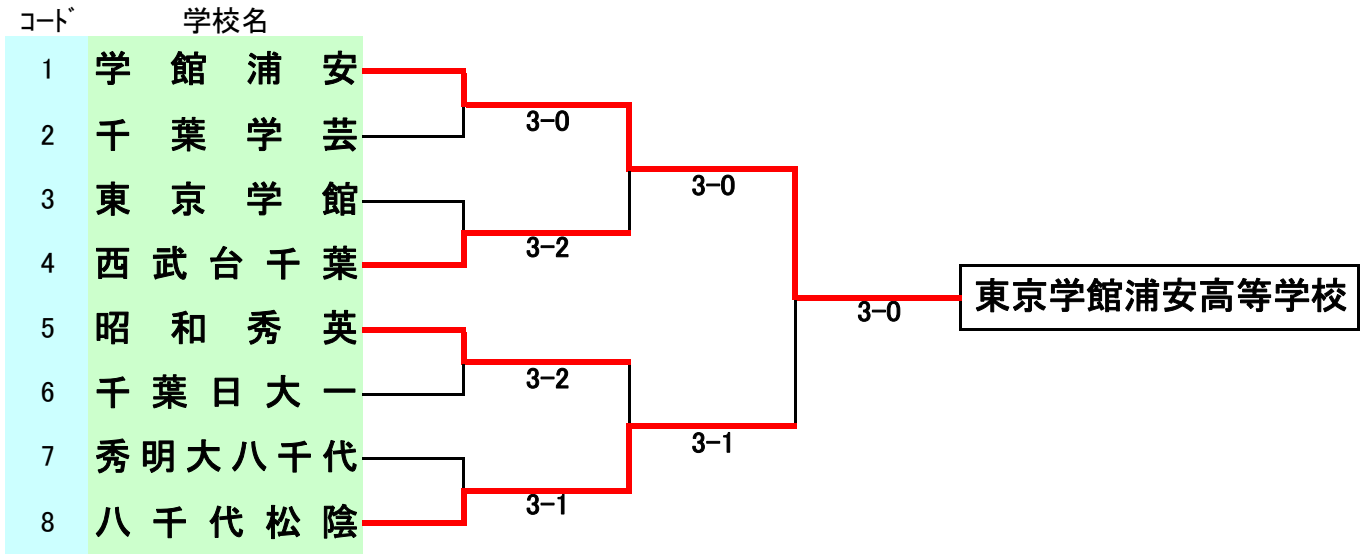 コード 学校名
1 学館浦安
2 千葉学芸
3 東京学館
4 西武台千葉
5 昭和秀英
6 千葉日大一
7 秀明大八千代
8 八千代松陰
3-0
3-2
3-2
3-1
3-0
3-1
3-0
東京学館浦安高等学校